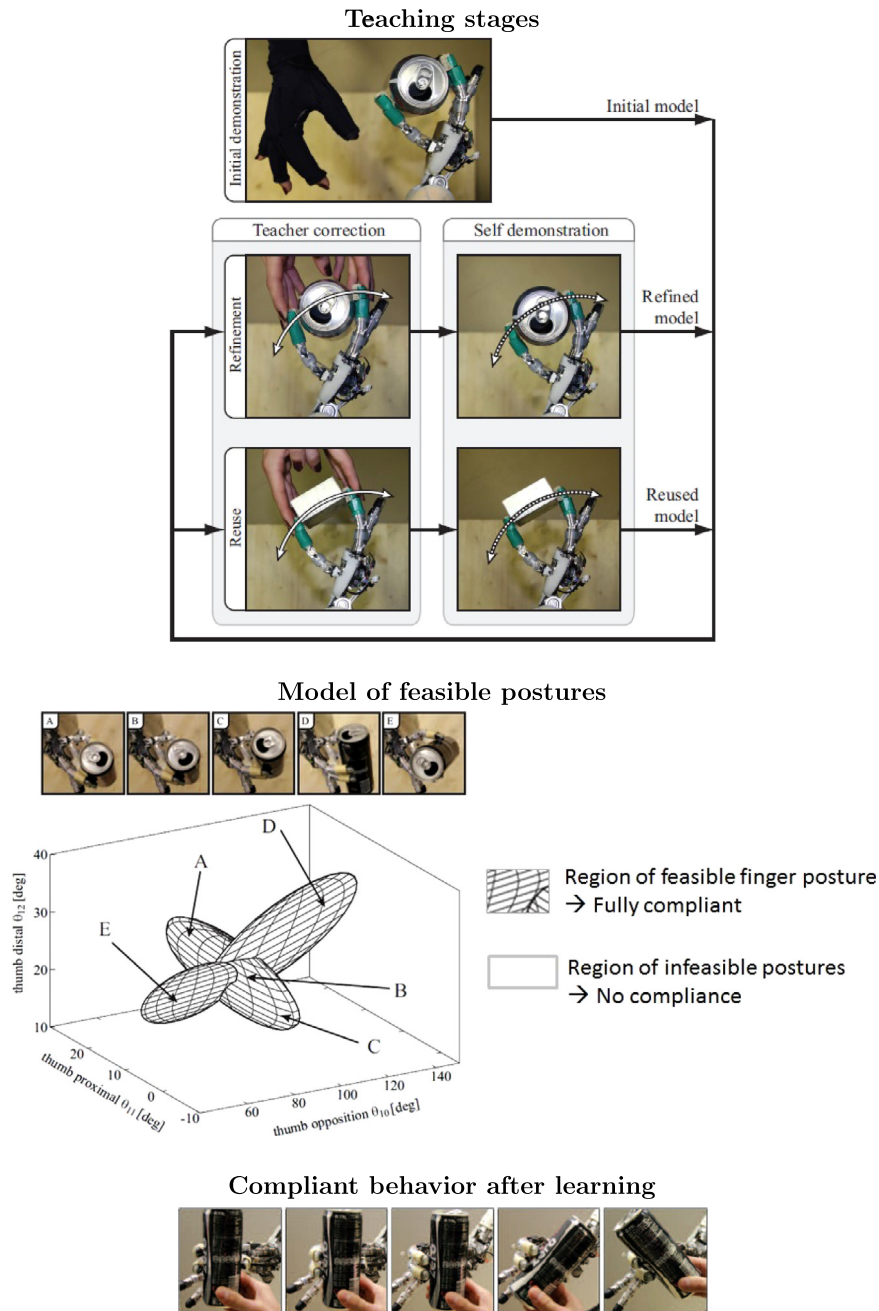 Teaching stages
Initial demonstration
Initial model
Teacher correction
Self demonstration
Refinement
Refined
model
Reuse
Reused
model
Model of feasible postures
A
B
C
D
E
40
30
20
10
thumb distal θ12 [deg]
20
10
0
-10
thumb proximal θ11 [deg]
60
80
100
120
140
thumb opposition θ10 [deg]
D
A
E
B
C
Region of feasible finger posture
→ Fully compliant
Region of infeasible postures
→ No compliance
Compliant behavior after learning